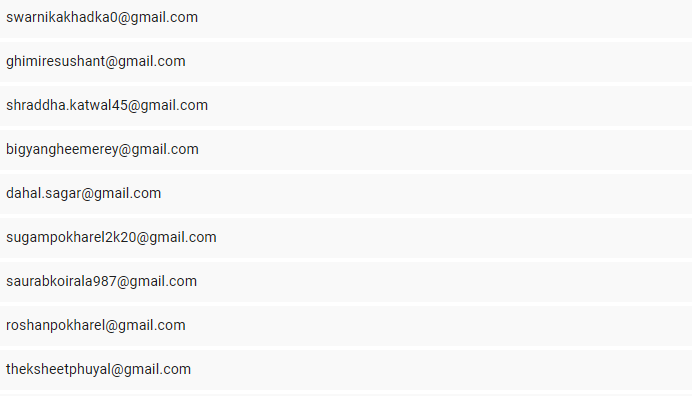 swarnikakhadka0@gmail.com
ghimiresushant@gmail.com
shraddha.katwal45@gmail.com
bigyangheemerey@gmail.com
dahal.sagar@gmail.com
sugampokharel2k20@gmail.com
saurabkoirala987@gmail.com
roshanpokharel@gmail.com
theksheetphuyal@gmail.com